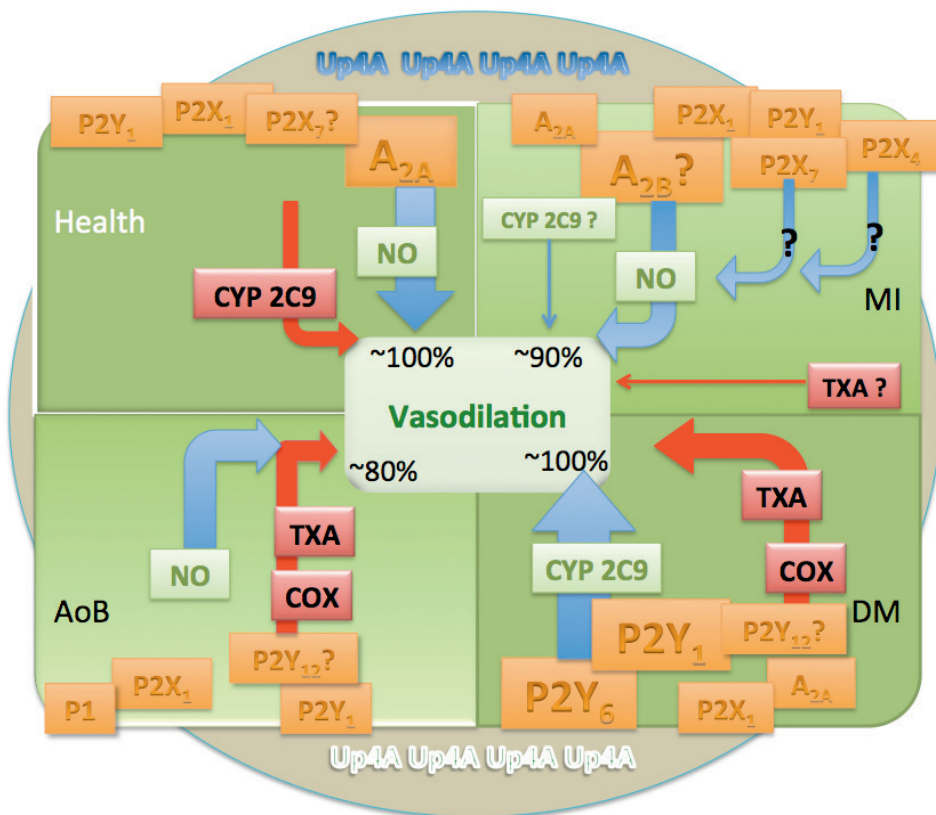 Up4A Up4A Up4A Up4A
P2Y1 P2X1 P2X7? A2A
Health
NO
CYP 2C9
A2A P2X1 P2Y1 P2X4
A2B? P2X7
CYP 2C9 ?
? ?
NO
MI
TXA ?
~100% ~90%
Vasodilation
~80% ~100%
TXA
NO
COX
AoB
P2Y12?
P2X1
P1 P2Y1
TXA
CYP 2C9 COX
DM
P2Y1 P2Y12?
P2Y6 P2X1 A2A
Up4A Up4A Up4A Up4A